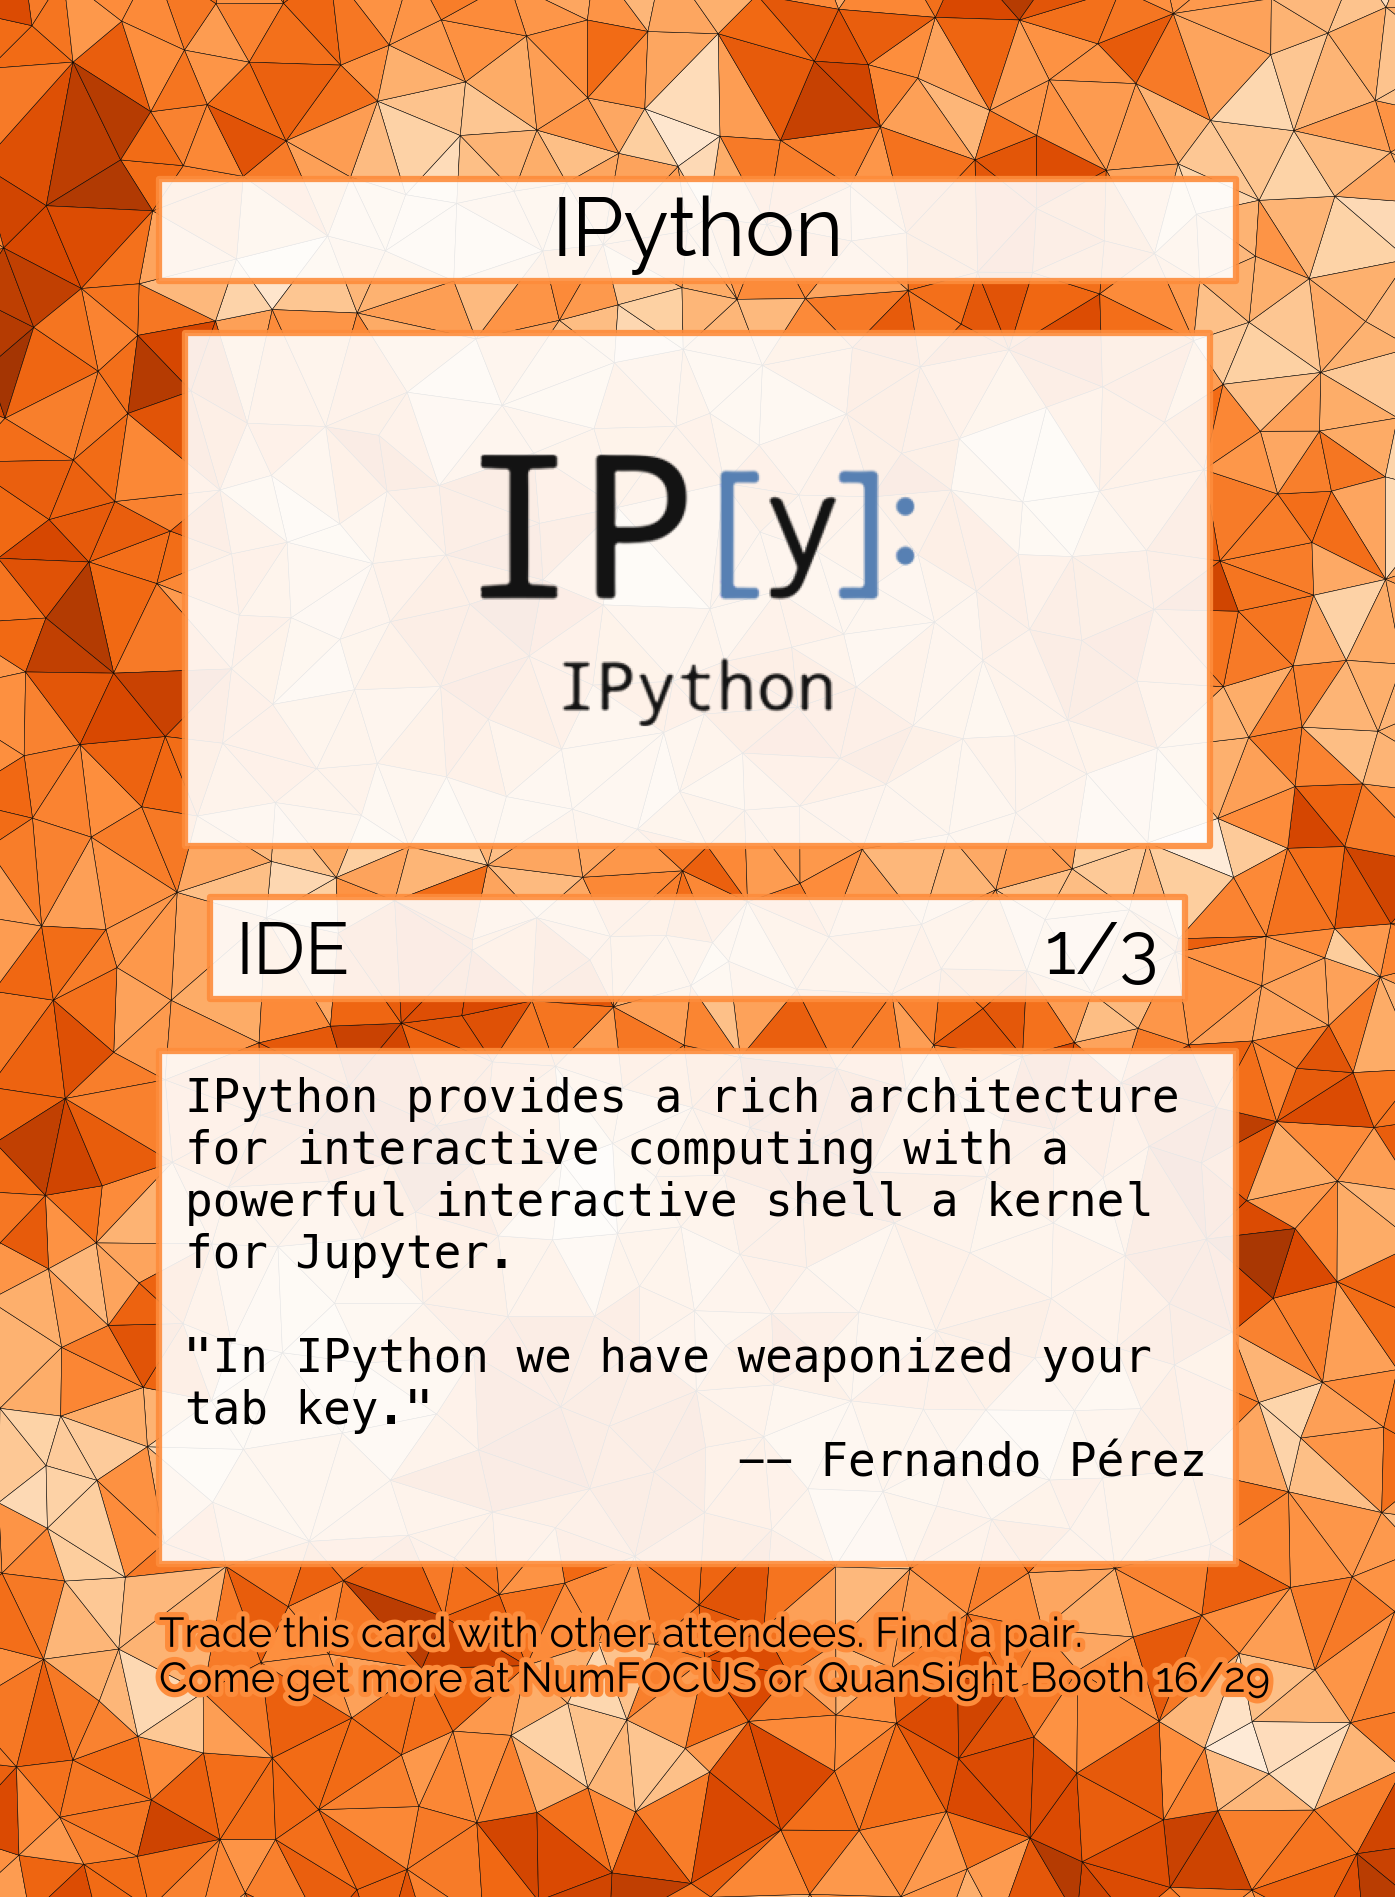 IPython
IP[y]:
IPython
IDE 1/3
IPython provides a rich architecture
for interactive computing with a
powerful interactive shell a kernel
for Jupyter.
"In IPython we have weaponized your
tab key."
-- Fernando Pérez
Trade this card with other attendees. Find a pair.
Come get more at NumFOCUS or QuanSight Booth 16/29